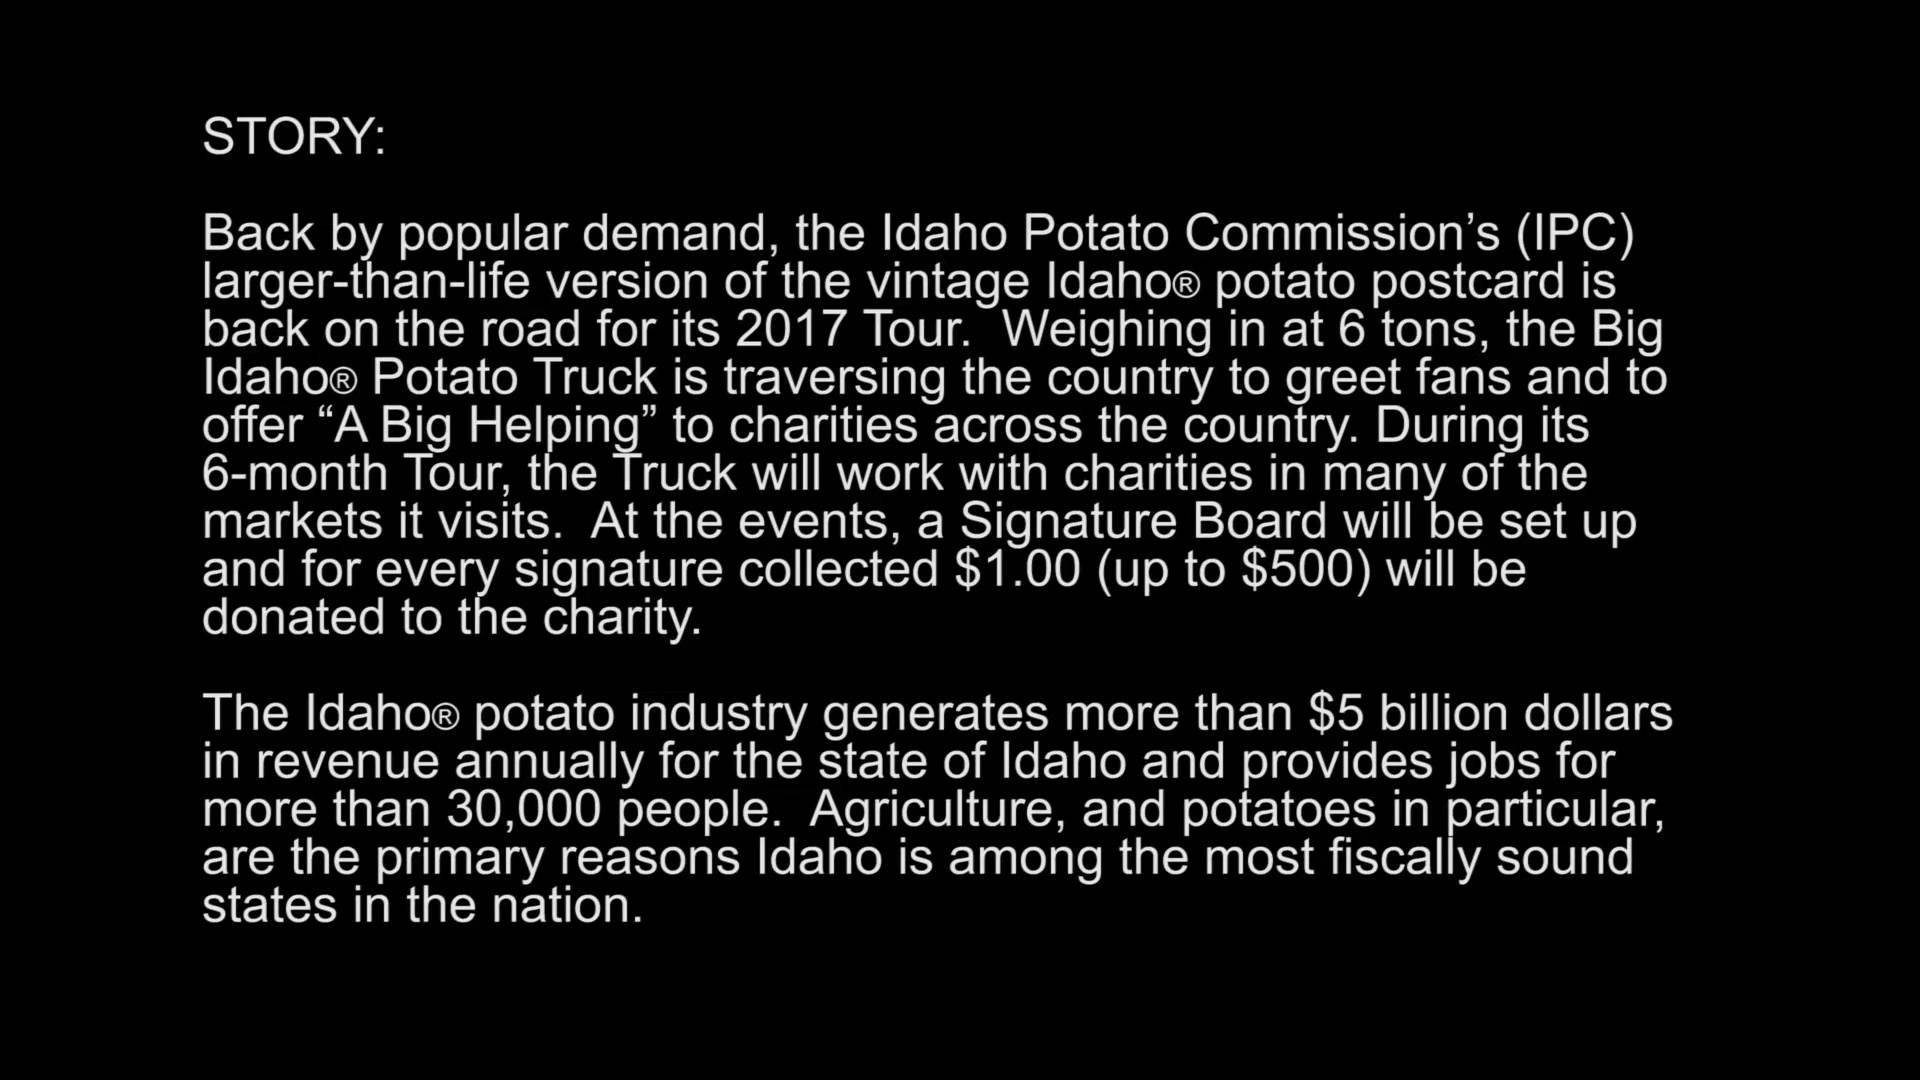 STORY:
Back by popular demand, the Idaho Potato Commission’s (IPC)
larger-than-life version of the vintage Idaho® potato postcard is
back on the road for its 2017 Tour.  Weighing in at 6 tons, the Big
Idaho® Potato Truck is traversing the country to greet fans and to
offer “A Big Helping” to charities across the country. During its
6-month Tour, the Truck will work with charities in many of the
markets it visits.  At the events, a Signature Board will be set up
and for every signature collected $1.00 (up to $500) will be
donated to the charity.
The Idaho® potato industry generates more than $5 billion dollars
in revenue annually for the state of Idaho and provides jobs for
more than 30,000 people.  Agriculture, and potatoes in particular,
are the primary reasons Idaho is among the most fiscally sound
states in the nation.